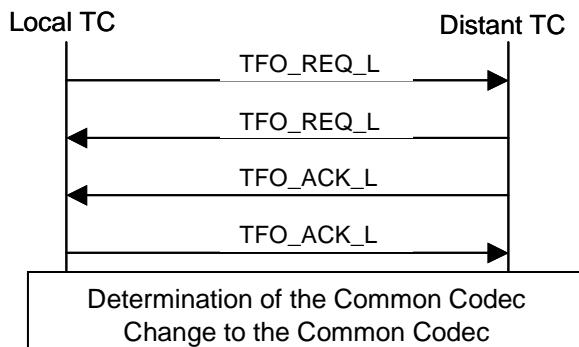 Local TC
Distant TC
TFO_REQ_L
TFO_REQ_L
TFO_ACK_L
TFO_ACK_L
Determination of the Common Codec
Change to the Common Codec